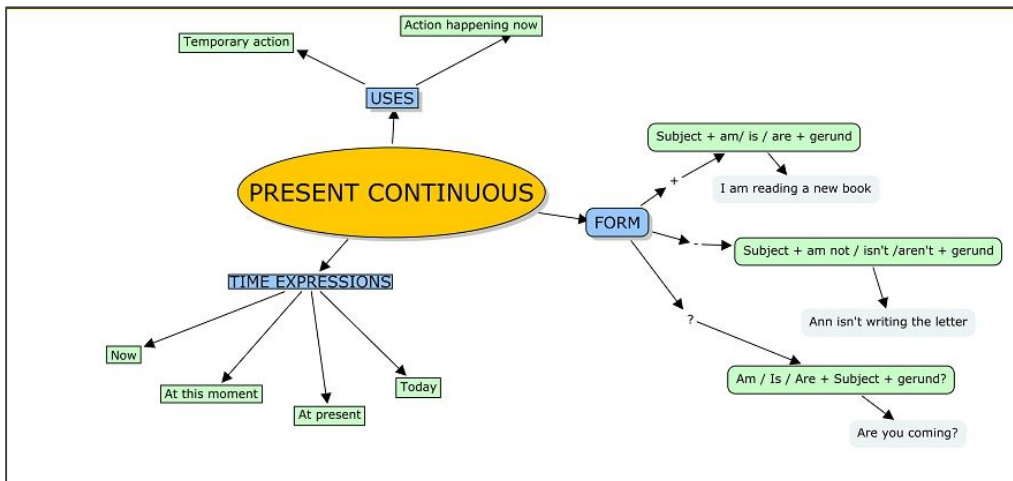 Action happening now
Temporary action
USES
PRESENT CONTINUOUS
FORM
+
Subject + am/ is / are + gerund
I am reading a new book
-
Subject + am not / isn't /aren't + gerund
Ann isn't writing the letter
?
Am / Is / Are + Subject + gerund?
Are you coming?
TIME EXPRESSIONS
Now
At this moment
At present
Today